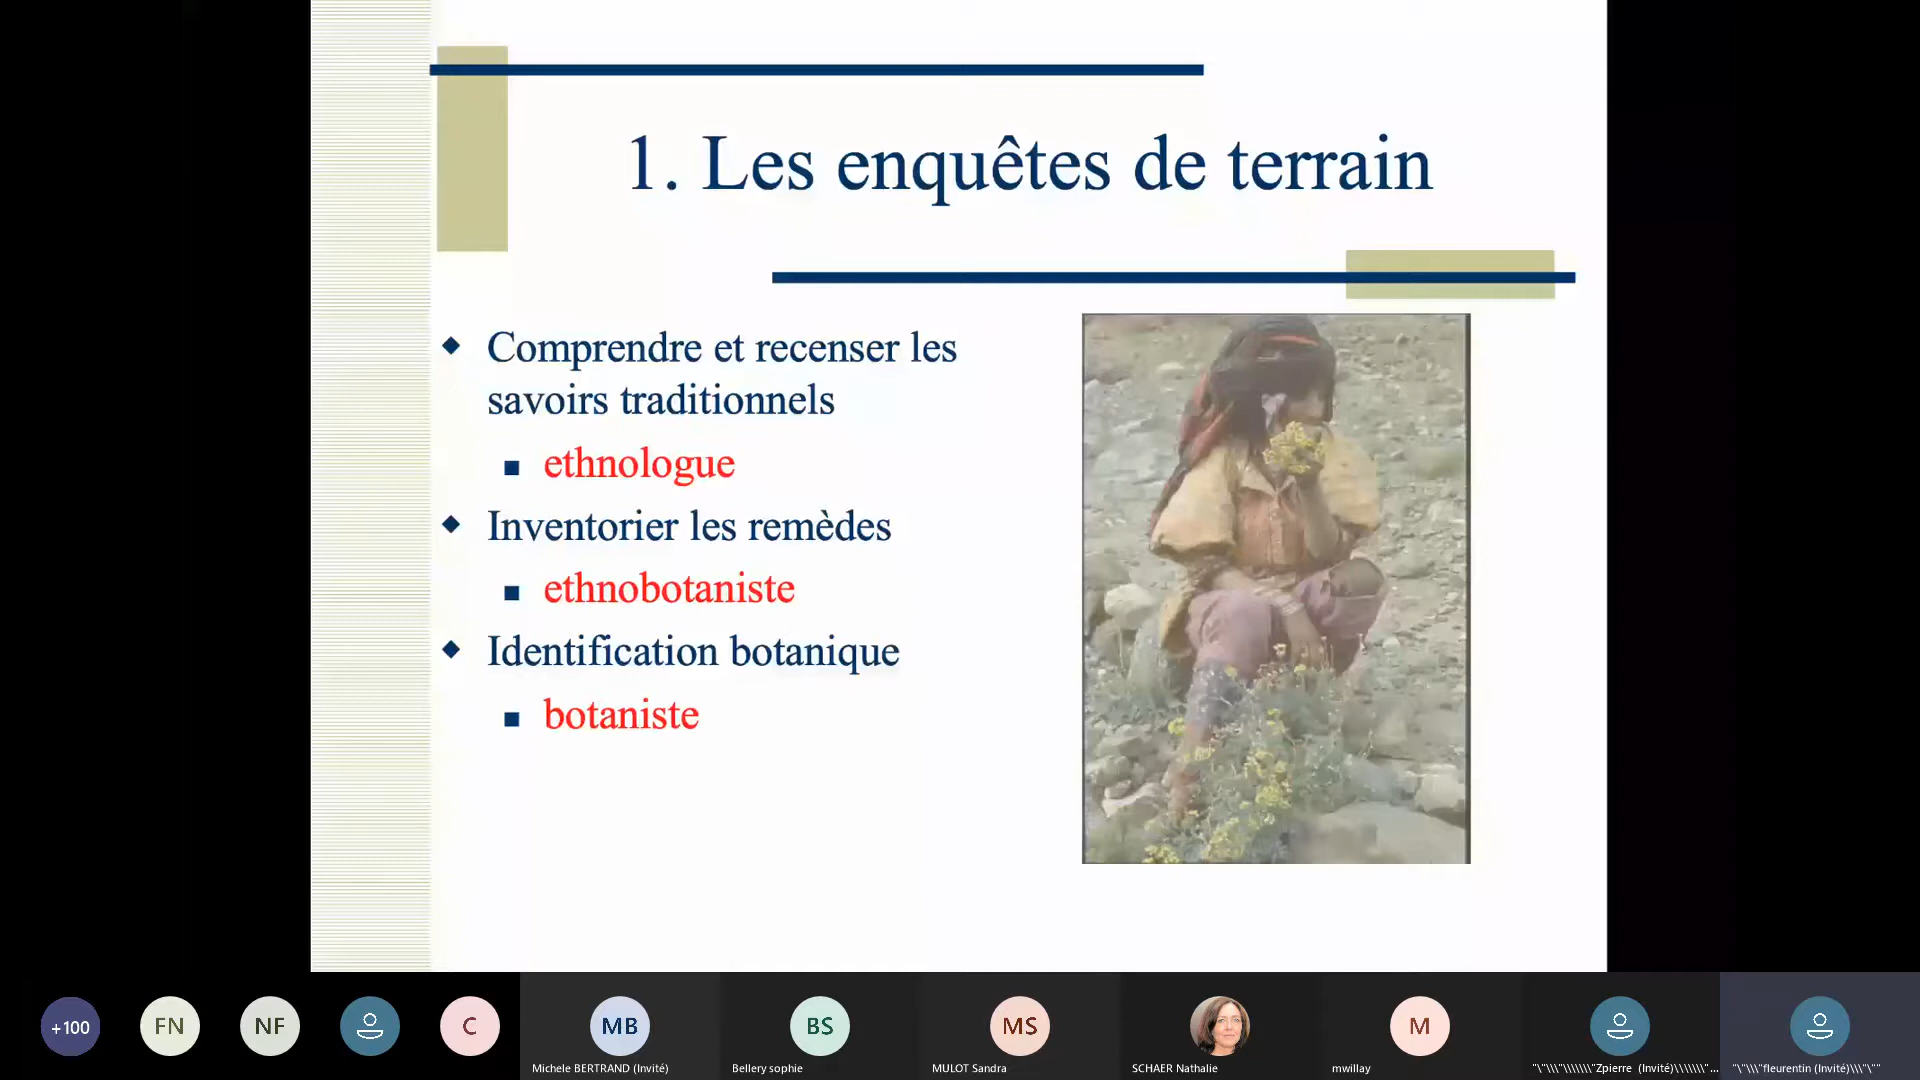 1. Les enquêtes de terrain
Comprendre et recenser les
savoirs traditionnels
ethnologue
Inventorier les remèdes
ethnobotaniste
Identification botanique
botaniste
+100
FN
NF
C
MB
BS
MS
M
Michele BERTRAND (Invité)
Bellery sophie
MULOT Sandra
SCHAER Nathalie
mwillay
"\"\\\"\\\\\\\"Zpierre (Invité)\\\\\\\"...
"\"\\\"fleurentin (Invité)\\\"\""